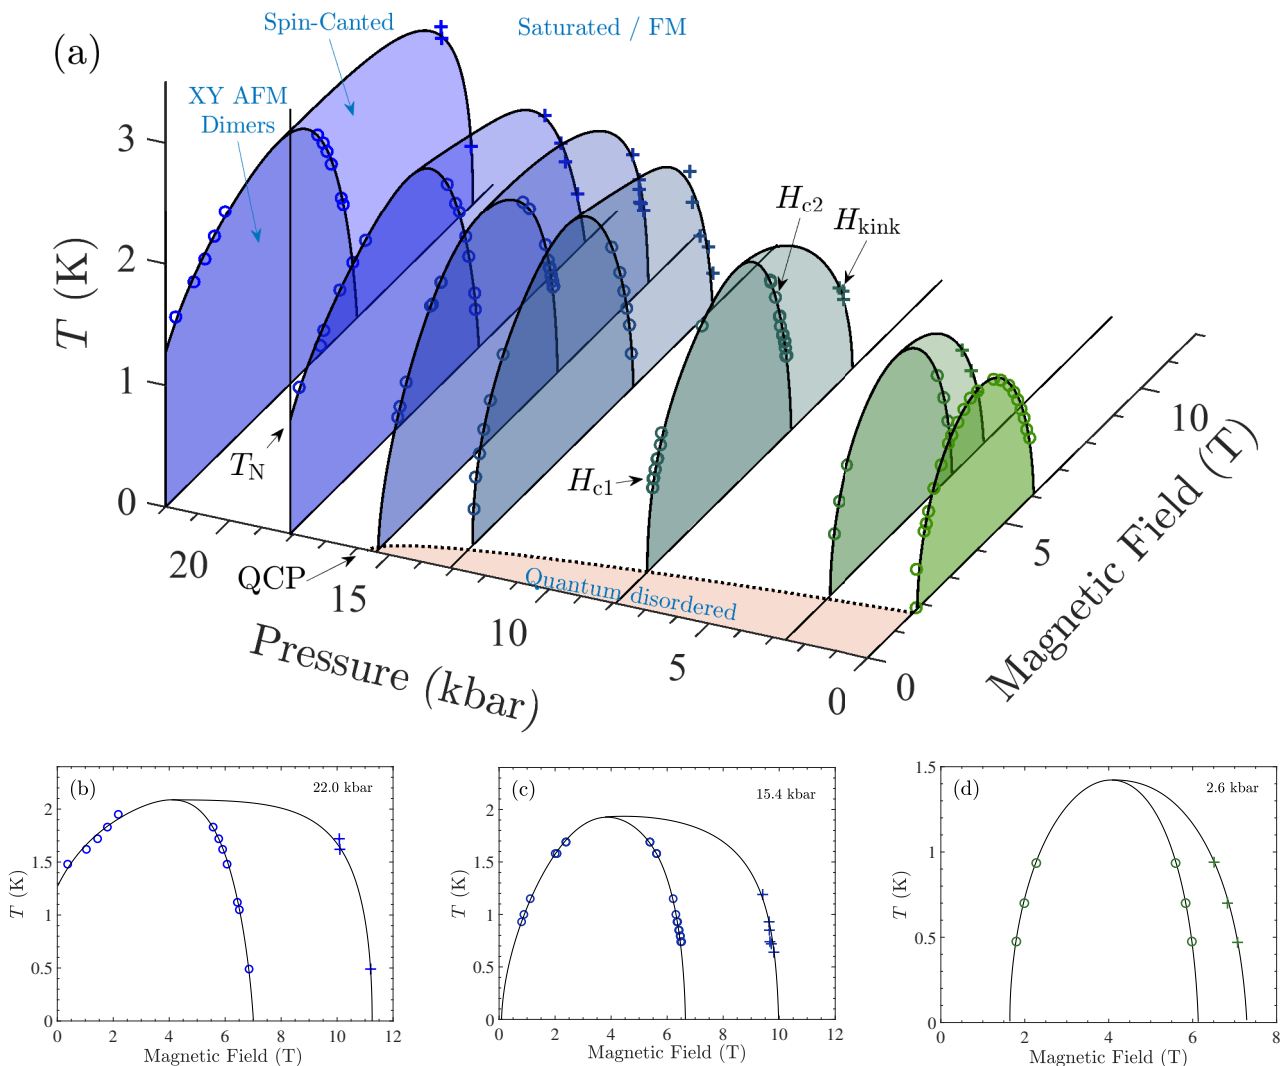 (a)
Spin-Canted
Saturated / FM
XY AFM
Dimers
3
2
1
0
T (K)
T_N
H_c2
H_kink
H_c1
QCP
Quantum disordered
20
15
10
5
0
Pressure (kbar)
0
5
10
Magnetic Field (T)
(b)
22.0 kbar
2
1.5
1
0.5
0
T (K)
0 2 4 6 8 10 12
Magnetic Field (T)
(c)
15.4 kbar
2
1.5
1
0.5
0
T (K)
0 2 4 6 8 10 12
Magnetic Field (T)
(d)
2.6 kbar
1.5
1
0.5
0
T (K)
0 2 4 6 8
Magnetic Field (T)